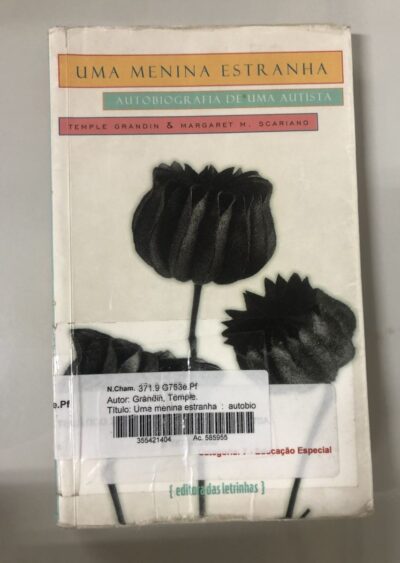 UMA MENINA ESTRANHA
AUTOBIOGRAFIA DE UMA AUTISTA
TEMPLE GRANDIN & MARGARET M. SCARIANO
e.Pf
N.Cham. 371.9 G753e.Pf
Autor: Grandin, Temple.
Título: Uma menina estranha : autobio
355421404 Ac. 585955
Educação Especial
{ editora das letrinhas }